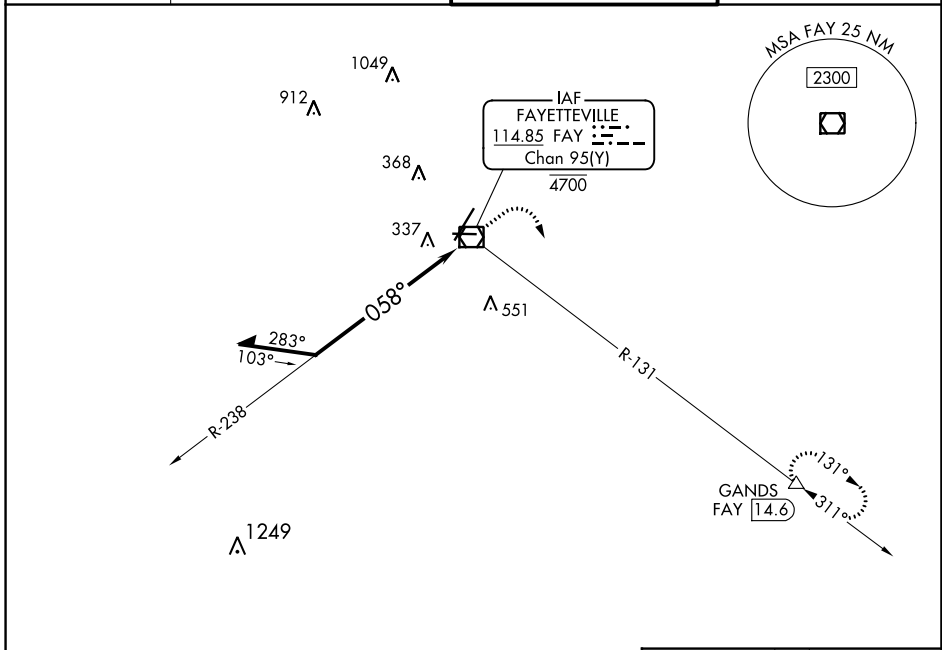 MSA FAY 25 NM
2300
1049
912
IAF
FAYETTEVILLE
114.85 FAY
Chan 95(Y)
4700
368
337
551
058°
283°
103°
R-238
R-131
GANDS
FAY 14.6
131°
311°
1249